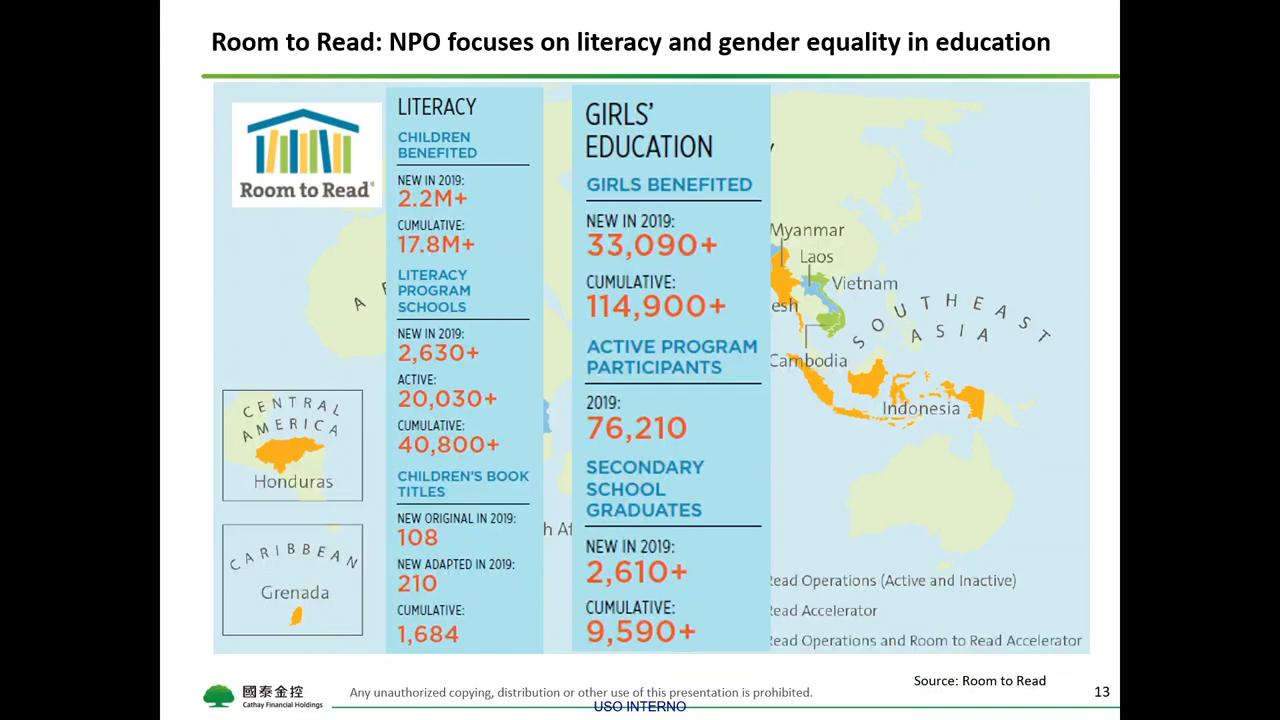 Room to Read: NPO focuses on literacy and gender equality in education
Room to Read®
LITERACY
CHILDREN
BENEFITED
NEW IN 2019:
2.2M+
CUMULATIVE:
17.8M+
LITERACY
PROGRAM
SCHOOLS
NEW IN 2019:
2,630+
ACTIVE:
20,030+
CUMULATIVE:
40,800+
CHILDREN'S BOOK
TITLES
NEW ORIGINAL IN 2019:
108
NEW ADAPTED IN 2019:
210
CUMULATIVE:
1,684
GIRLS'
EDUCATION
GIRLS BENEFITED
NEW IN 2019:
33,090+
CUMULATIVE:
114,900+
ACTIVE PROGRAM
PARTICIPANTS
2019:
76,210
SECONDARY
SCHOOL
GRADUATES
NEW IN 2019:
2,610+
CUMULATIVE:
9,590+
Myanmar
Laos
Vietnam
esh
Cambodia
SOUTHEAST
ASIA
Indonesia
A
CENTRAL
AMERICA
Honduras
CARIBBEAN
Grenada
h Af
Read Operations (Active and Inactive)
Read Accelerator
Read Operations and Room to Read Accelerator
Source: Room to Read
國泰金控
Cathay Financial Holdings
Any unauthorized copying, distribution or other use of this presentation is prohibited.
USO INTERNO
13